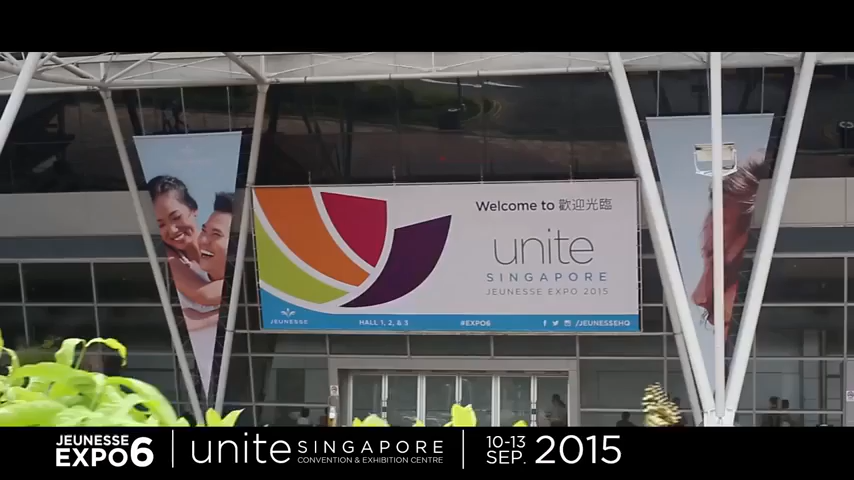 Welcome to 歡迎光臨
unite
SINGAPORE
JEUNESSE EXPO 2015
JEUNESSE
HALL 1, 2, & 3
#EXPO6
/JEUNESSEHQ
JEUNESSE
EXPO6
unite SINGAPORE
CONVENTION & EXHIBITION CENTRE
10-13
SEP. 2015